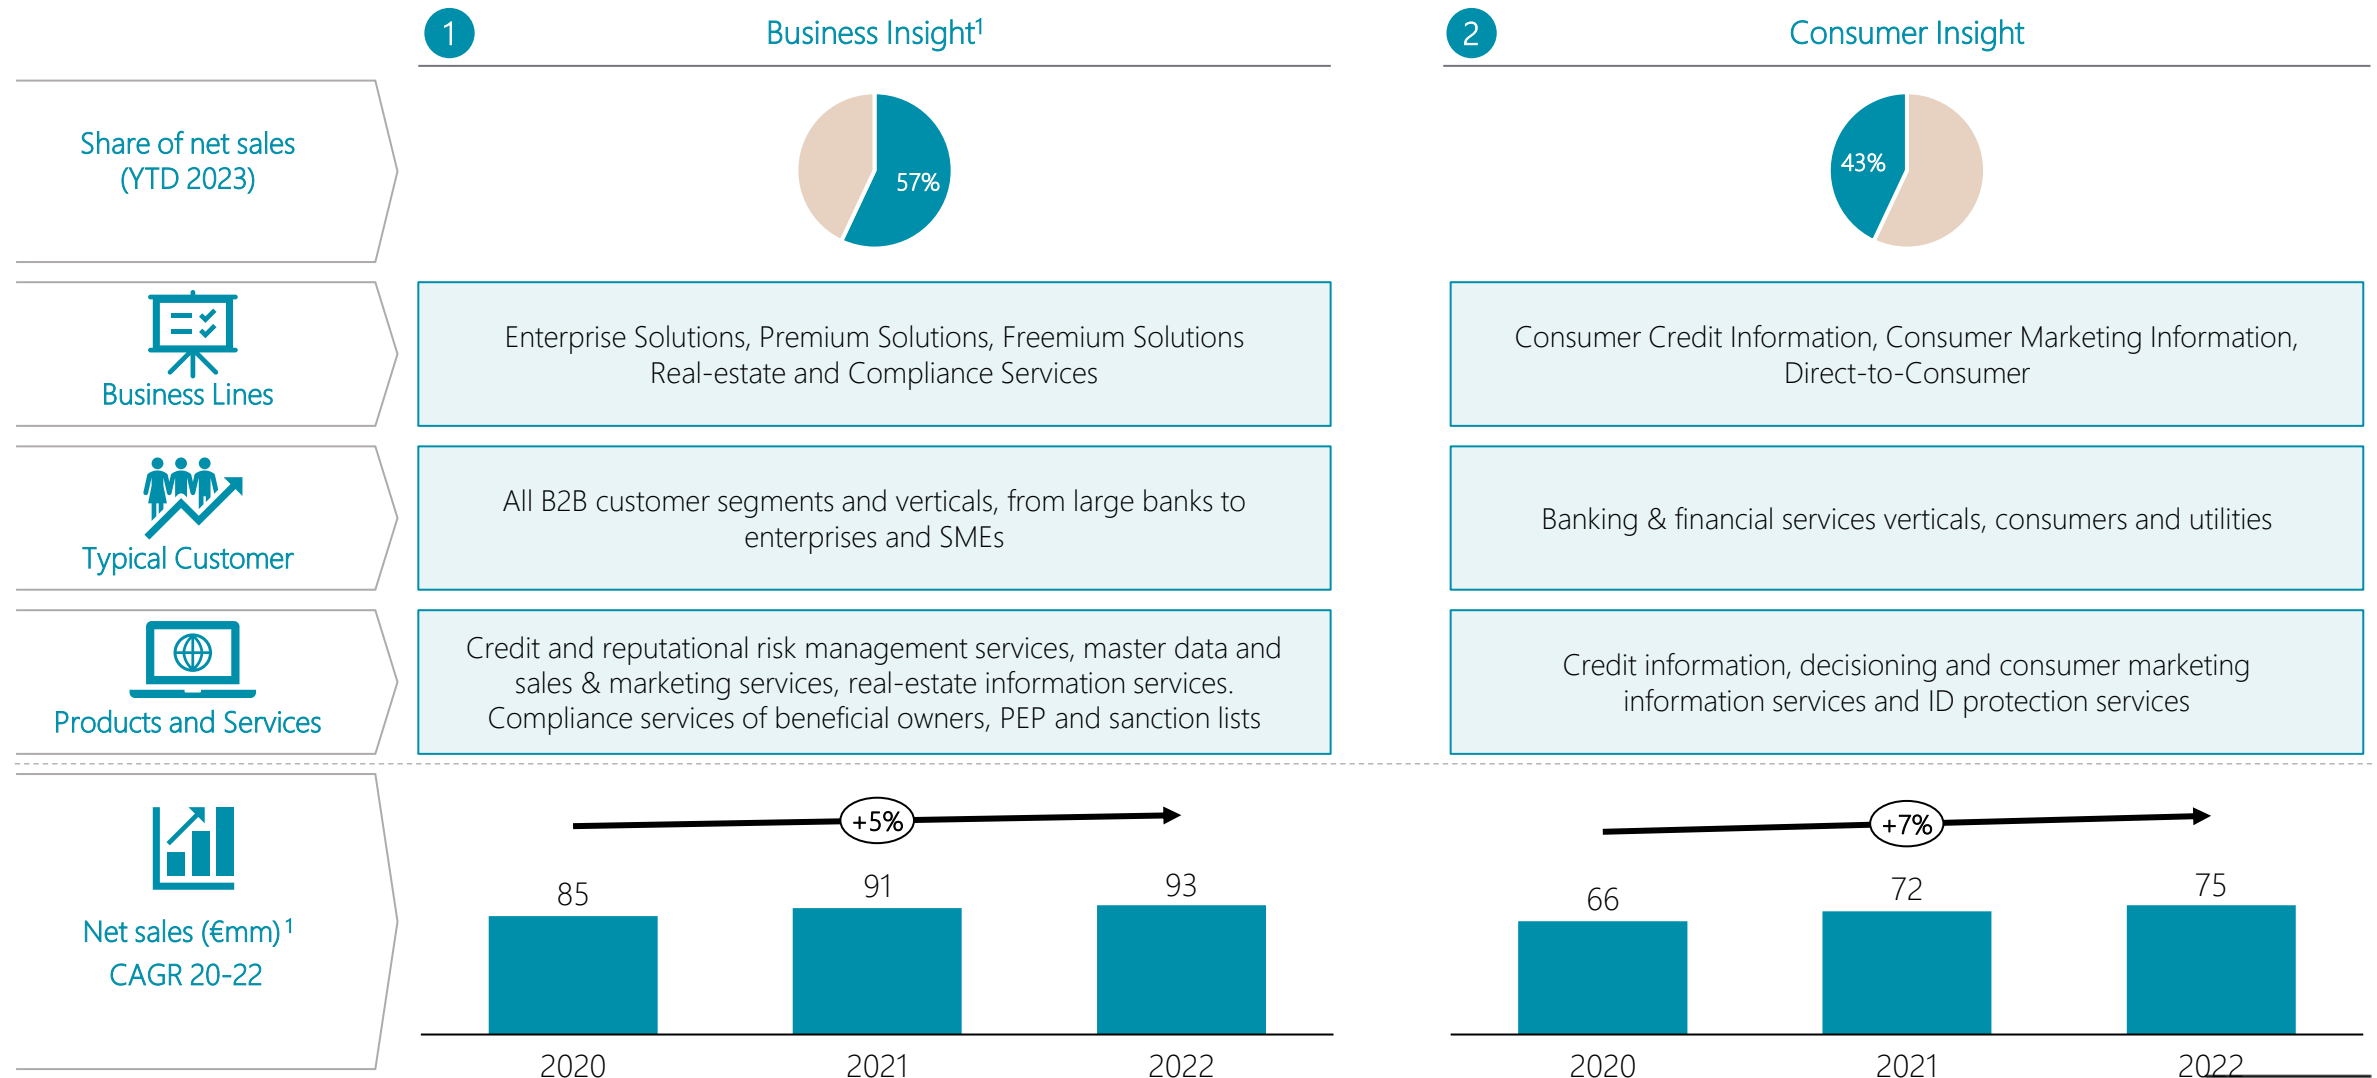 1
Business Insight¹
2
Consumer Insight
Share of net sales
(YTD 2023)
57%
43%
Business Lines
Enterprise Solutions, Premium Solutions, Freemium Solutions
Real-estate and Compliance Services
Consumer Credit Information, Consumer Marketing Information,
Direct-to-Consumer
Typical Customer
All B2B customer segments and verticals, from large banks to
enterprises and SMEs
Banking & financial services verticals, consumers and utilities
Products and Services
Credit and reputational risk management services, master data and
sales & marketing services, real-estate information services.
Compliance services of beneficial owners, PEP and sanction lists
Credit information, decisioning and consumer marketing
information services and ID protection services
Net sales (€mm)¹
CAGR 20-22
+5%
85
91
93
2020
2021
2022
+7%
66
72
75
2020
2021
2022